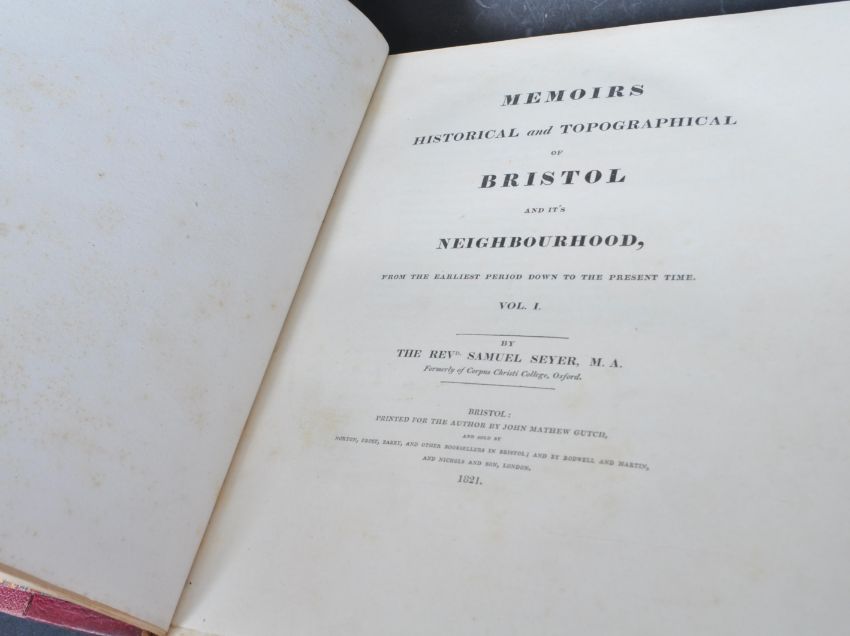 MEMOIRS
HISTORICAL and TOPOGRAPHICAL
OF
BRISTOL
AND IT'S
NEIGHBOURHOOD,
FROM THE EARLIEST PERIOD DOWN TO THE PRESENT TIME.
VOL. I.
BY
THE REVD. SAMUEL SEYER, M. A.
Formerly of Corpus Christi College, Oxford.
BRISTOL:
PRINTED FOR THE AUTHOR BY JOHN MATHEW GUTCH,
AND SOLD BY
NORTON, FROST, BARRY, AND OTHER BOOKSELLERS IN BRISTOL; AND BY RODWELL AND MARTIN,
AND NICHOLS AND SON, LONDON.
1821.